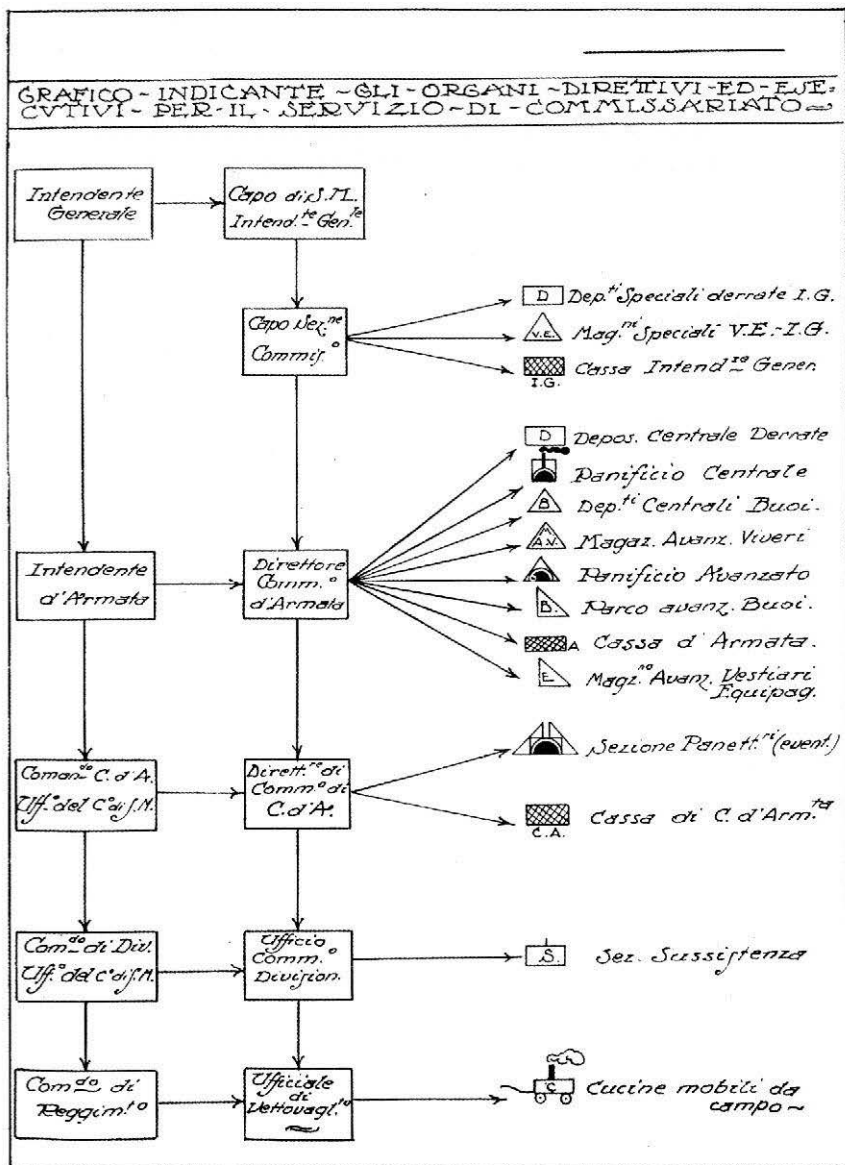 GRAFICO-INDICANTE-GLI-ORGANI-DIRETTIVI-ED-ESE=
CVTIVI-PER-IL-SERVIZIO-DI-COMMISSARIATO~
Intendente
Generale
Capo di S.M.
Intend.te Gen.le
Capo Sez.ne
Commis.o
D Dep.ti Speciali derrate I.G.
V.E. Mag.ni Speciali V.E.-I.G.
Cassa Intend.za Gener.
I.G.
Intendente
d'Armata
Direttore
Comm.o
d'Armata
D Depos. Centrale Derrate
Panificio Centrale
B Dep.ti Centrali Buoi.
M
A.V. Magaz. Avanz. Viveri
Panificio Avanzato
B. Parco avanz. Buoi.
A Cassa d'Armata.
E Magz.no Avanz. Vestiari
Equipag.
Coman.do C. d'A.
Uff.o del C.o di S.M.
Dirett.re di
Comm.o di
C. d'A.
Sezione Panett.ri (event.)
Cassa di C. d'Arm.ta
C.A.
Com.do di Div.
Uff.o del C.o di S.M.
Ufficio
Comm.o
Division.
S. Sez. Sussistenza
Com.do di
Reggim.to
Ufficiale
di
Vettovagl.to
C Cucine mobili da
campo~